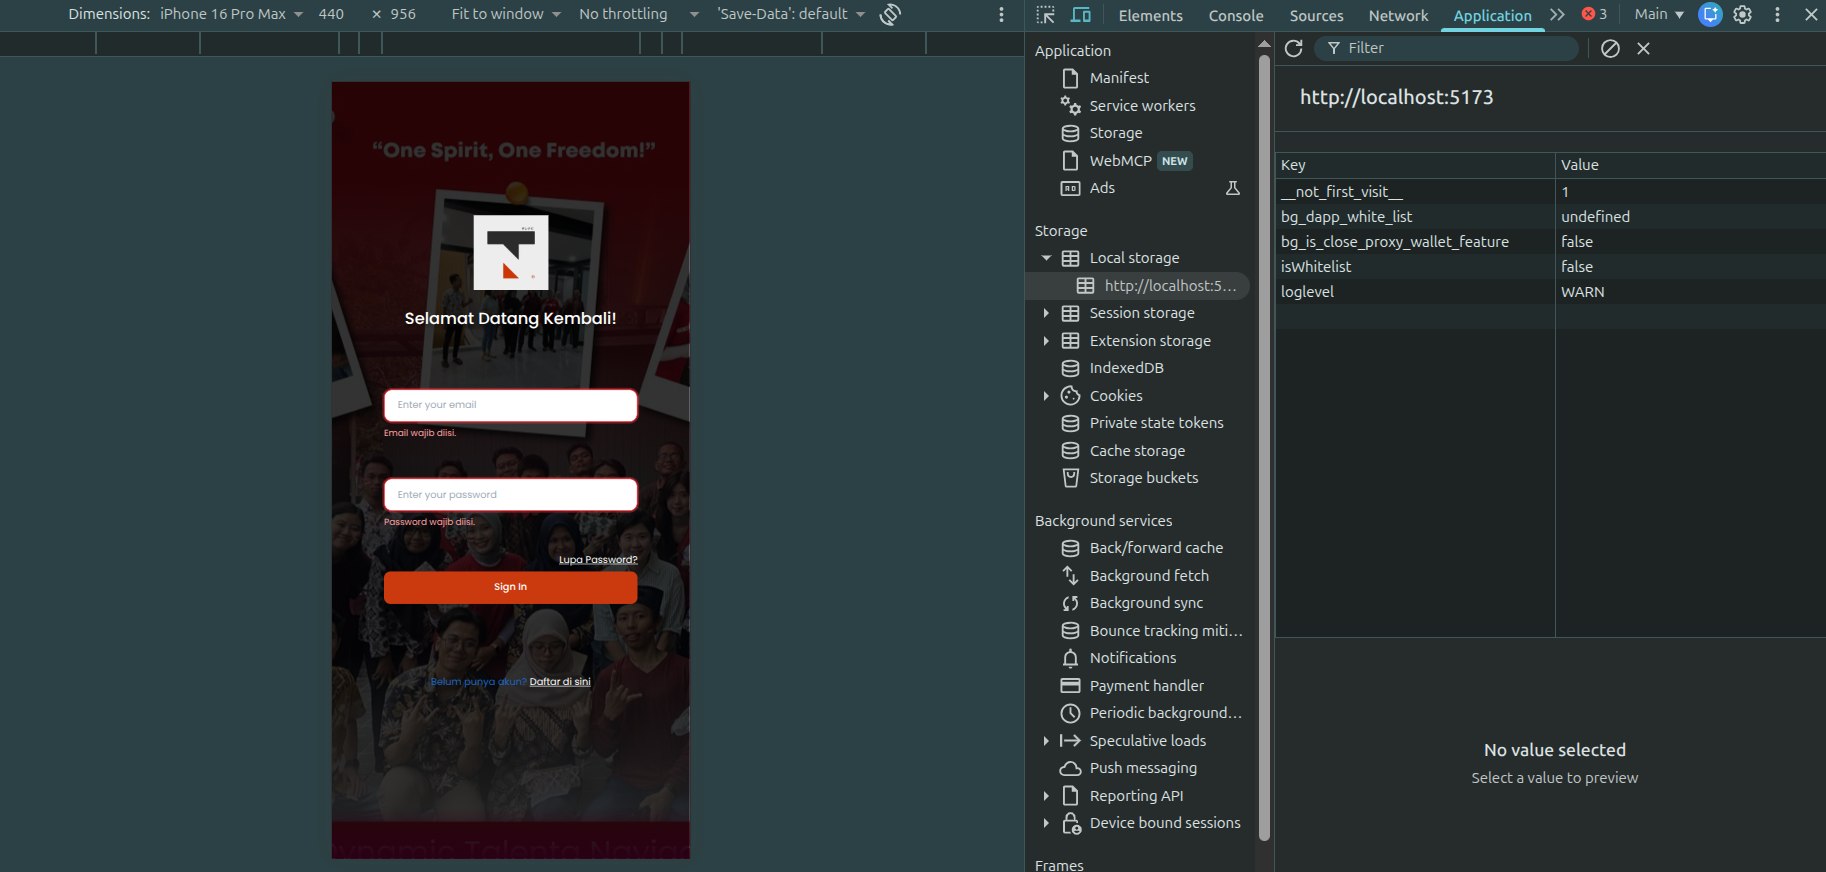 Dimensions: iPhone 16 Pro Max 440 × 956 Fit to window No throttling 'Save-Data': default
Elements Console Sources Network Application 3 Main
“One Spirit, One Freedom!”
Selamat Datang Kembali!
Enter your email
Email wajib diisi.
Enter your password
Password wajib diisi.
Lupa Password?
Sign In
Belum punya akun? Daftar di sini
Dynamic Talenta Naviga
Application
Manifest
Service workers
Storage
WebMCP NEW
Ads
Storage
Local storage
http://localhost:5…
Session storage
Extension storage
IndexedDB
Cookies
Private state tokens
Cache storage
Storage buckets
Background services
Back/forward cache
Background fetch
Background sync
Bounce tracking miti…
Notifications
Payment handler
Periodic background…
Speculative loads
Push messaging
Reporting API
Device bound sessions
Frames
Filter
http://localhost:5173
Key Value
__not_first_visit__ 1
bg_dapp_white_list undefined
bg_is_close_proxy_wallet_feature false
isWhitelist false
loglevel WARN
No value selected
Select a value to preview